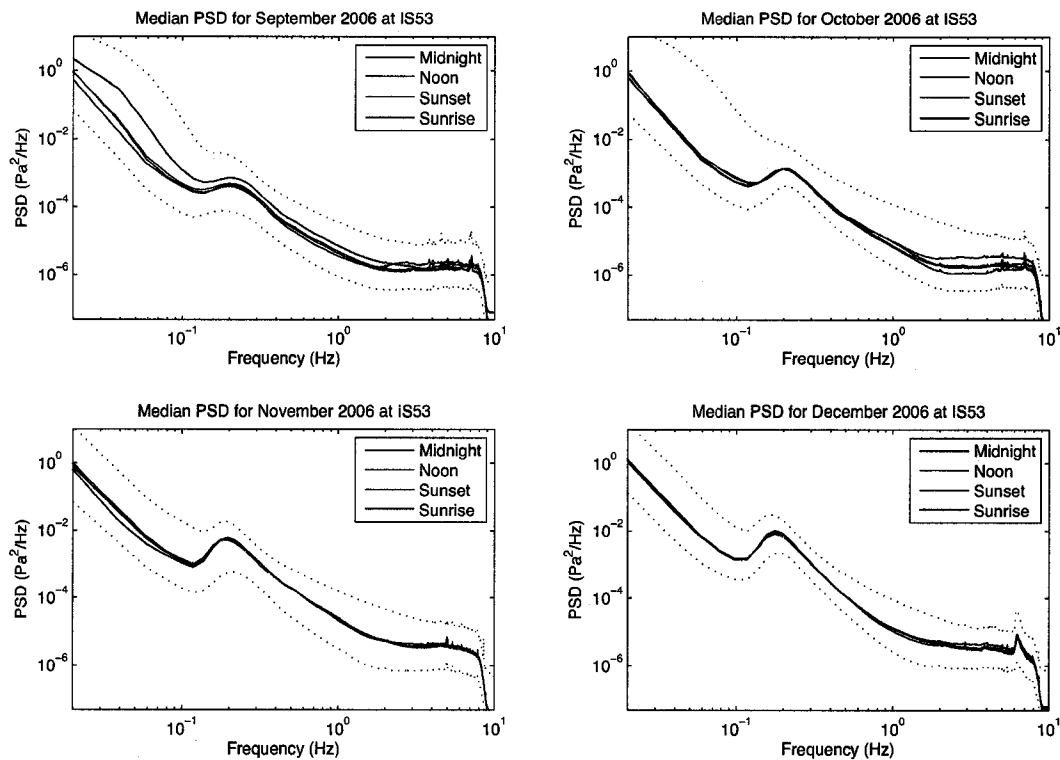 Median PSD for September 2006 at IS53
Midnight
Noon
Sunset
Sunrise
PSD (Pa²/Hz)
10⁰
10⁻²
10⁻⁴
10⁻⁶
10⁻¹
10⁰
10¹
Frequency (Hz)
Median PSD for October 2006 at IS53
Midnight
Noon
Sunset
Sunrise
PSD (Pa²/Hz)
10⁰
10⁻²
10⁻⁴
10⁻⁶
10⁻¹
10⁰
10¹
Frequency (Hz)
Median PSD for November 2006 at IS53
Midnight
Noon
Sunset
Sunrise
PSD (Pa²/Hz)
10⁰
10⁻²
10⁻⁴
10⁻⁶
10⁻¹
10⁰
10¹
Frequency (Hz)
Median PSD for December 2006 at IS53
Midnight
Noon
Sunset
Sunrise
PSD (Pa²/Hz)
10⁰
10⁻²
10⁻⁴
10⁻⁶
10⁻¹
10⁰
10¹
Frequency (Hz)